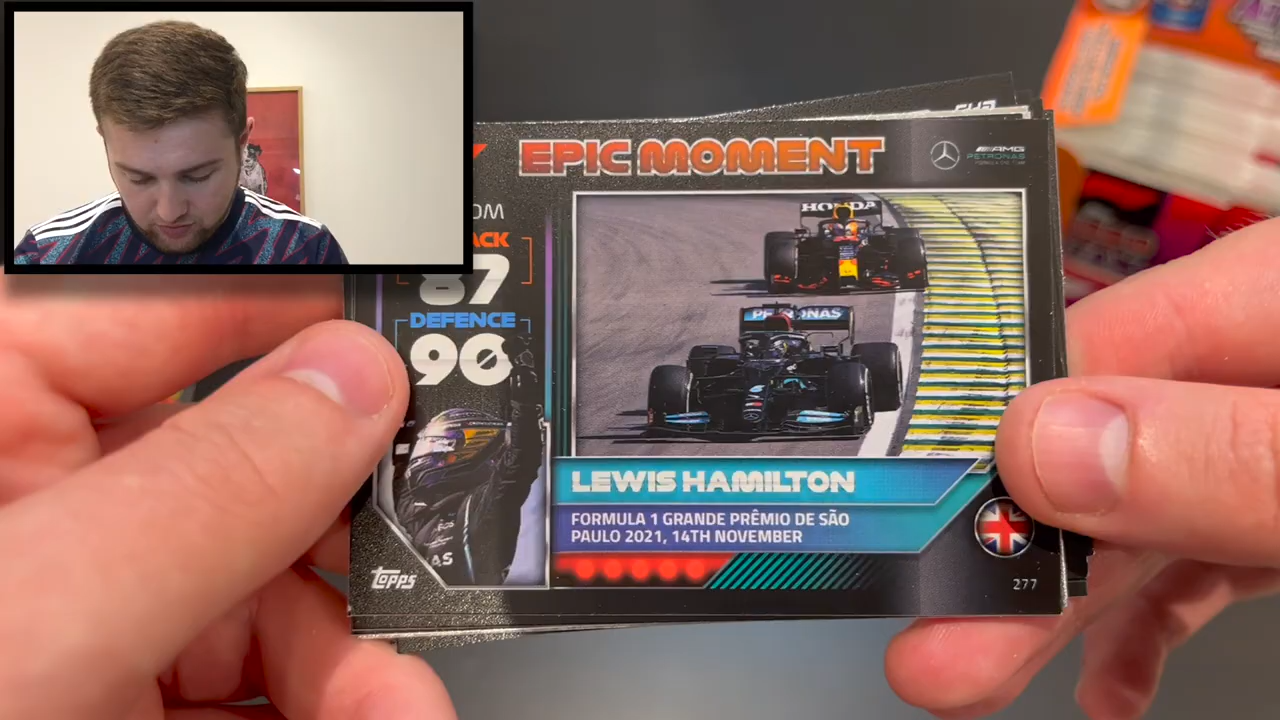 EPIC MOMENT
AMG
PETRONAS
HONDA
PETRONAS
87
DEFENCE
90
LEWIS HAMILTON
FORMULA 1 GRANDE PRÊMIO DE SÃO
PAULO 2021, 14TH NOVEMBER
topps
277